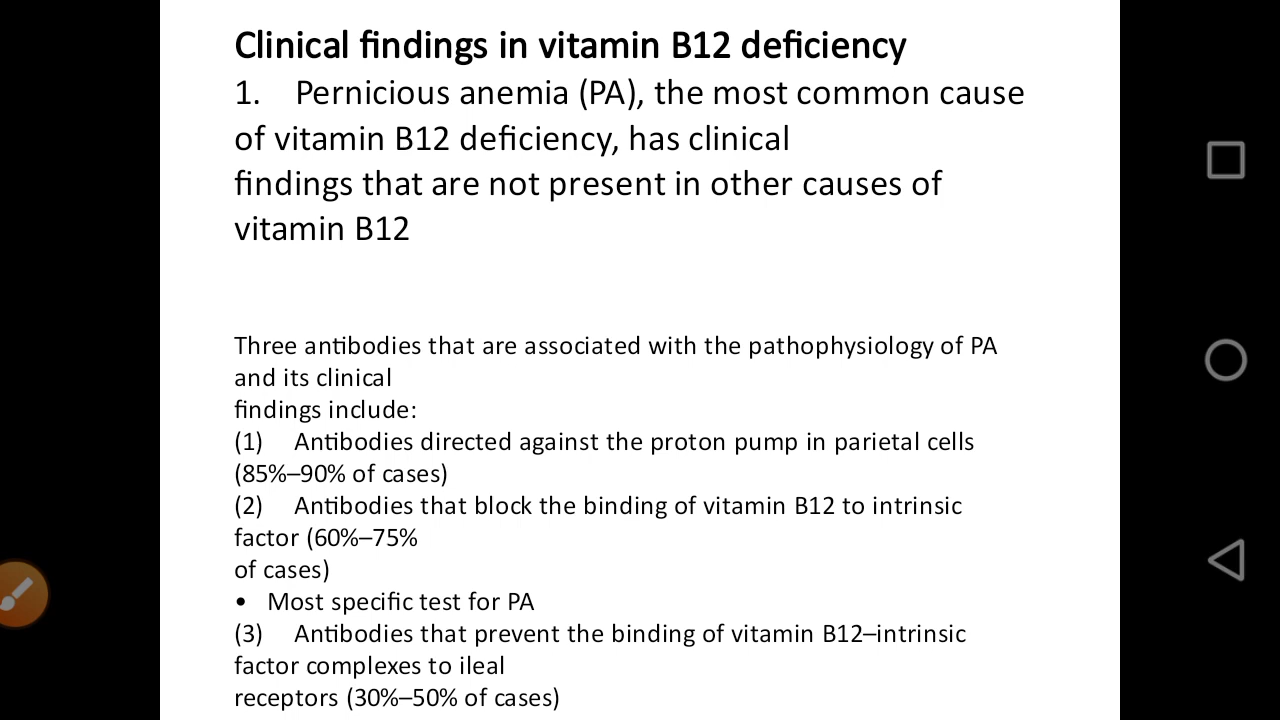 Clinical findings in vitamin B12 deficiency
1. Pernicious anemia (PA), the most common cause
of vitamin B12 deficiency, has clinical
findings that are not present in other causes of
vitamin B12
Three antibodies that are associated with the pathophysiology of PA
and its clinical
findings include:
(1) Antibodies directed against the proton pump in parietal cells
(85%–90% of cases)
(2) Antibodies that block the binding of vitamin B12 to intrinsic
factor (60%–75%
of cases)
• Most specific test for PA
(3) Antibodies that prevent the binding of vitamin B12–intrinsic
factor complexes to ileal
receptors (30%–50% of cases)